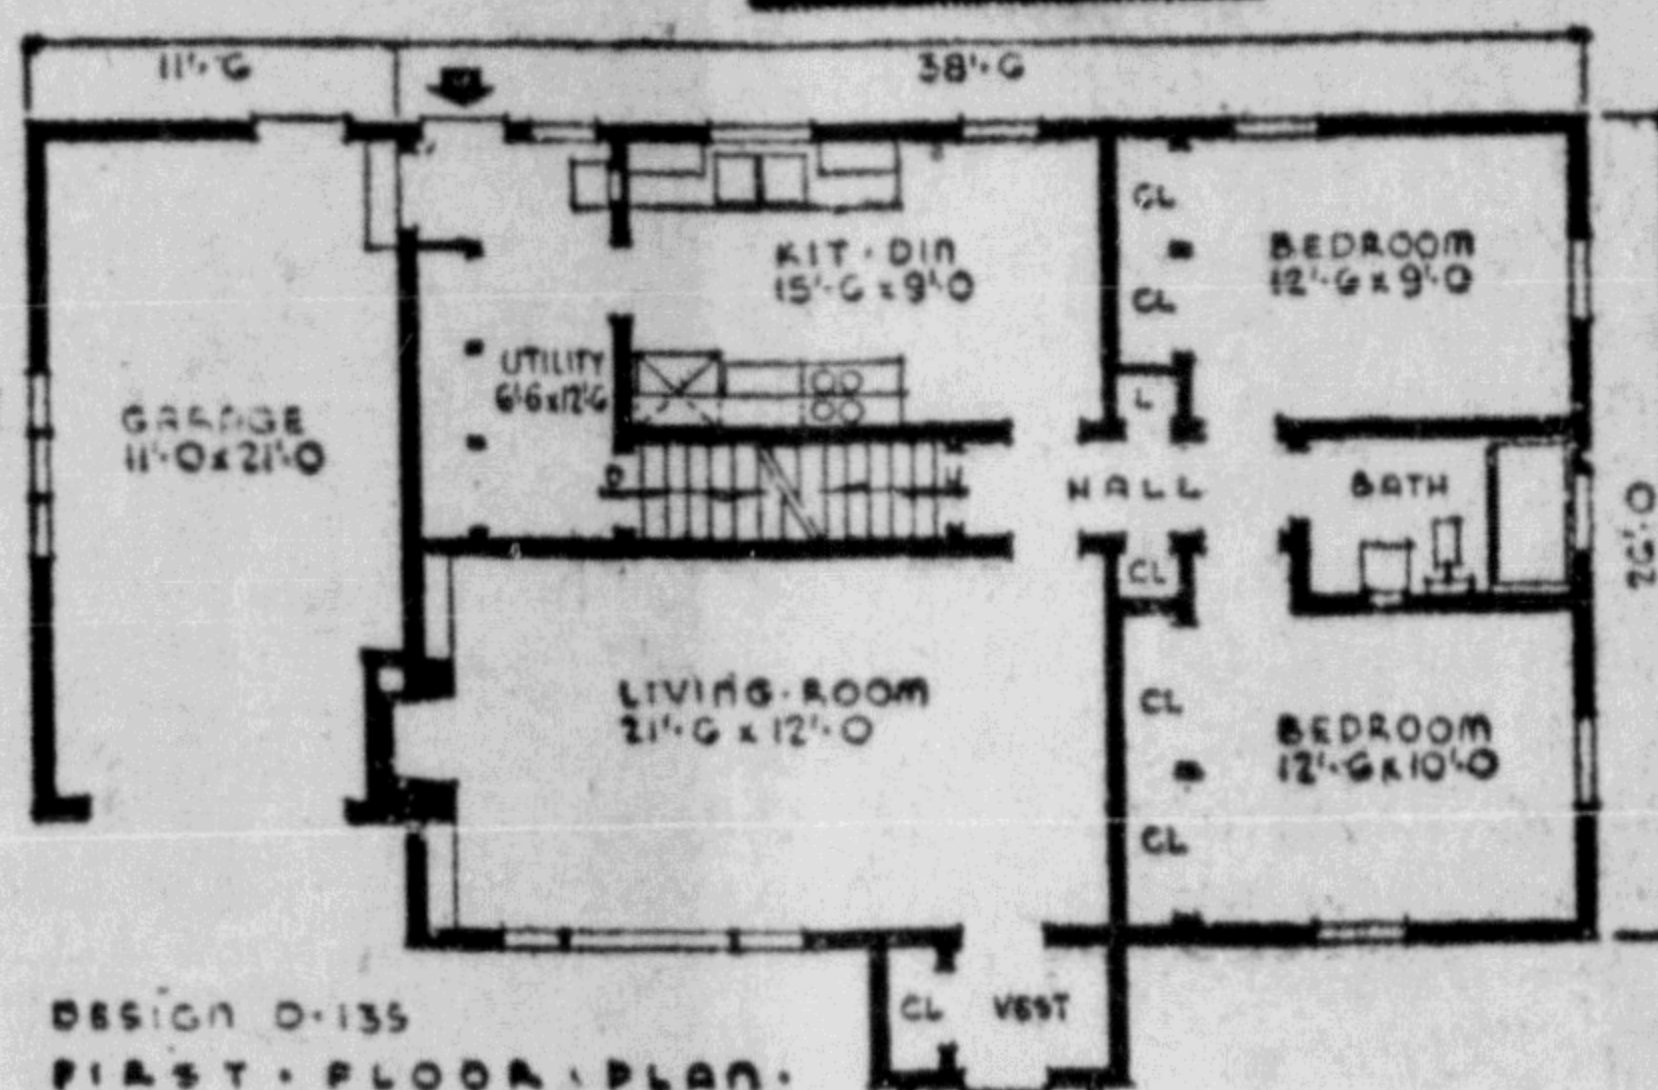 11'-6
38'-6
KIT · DIN
15'-6 x 9'-0
CL
CL
BEDROOM
12'-6 x 9'-0
UTILITY
6'-6 x 12'-6
GARAGE
11'-0 x 21'-0
L
D
HALL
BATH
26'-0
CL
LIVING · ROOM
21'-6 x 12'-0
CL
BEDROOM
12'-6 x 10'-0
CL
CL
VEST
DESIGN D-135
FIRST · FLOOR · PLAN ·